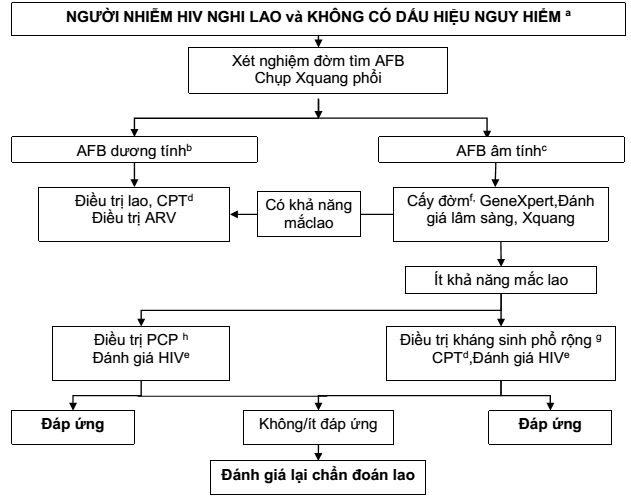 NGƯỜI NHIỄM HIV NGHI LAO và KHÔNG CÓ DẤU HIỆU NGUY HIỂM ᵃ
Xét nghiệm đờm tìm AFB
Chụp Xquang phổi
AFB dương tínhᵇ
AFB âm tínhᶜ
Điều trị lao, CPTᵈ
Điều trị ARV
Có khả năng
mắclao
Cấy đờmᶠ, GeneXpert,Đánh
giá lâm sàng, Xquang
Ít khả năng mắc lao
Điều trị PCP ʰ
Đánh giá HIVᵉ
Điều trị kháng sinh phổ rộng ᵍ
CPTᵈ,Đánh giá HIVᵉ
Đáp ứng
Không/ít đáp ứng
Đáp ứng
Đánh giá lại chẩn đoán lao